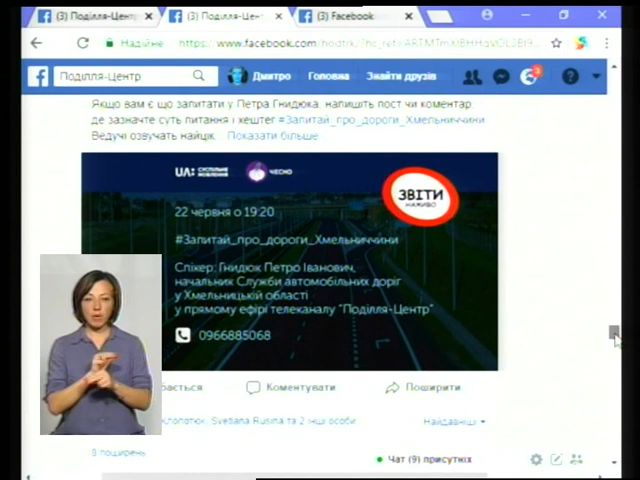 (3) Поділля-Центр
(3) Поділля-Центр
(3) Facebook
Надійне
https://www.facebook.com/
Поділля-Центр
Дмитро
Головна
Знайти друзів
3
Якщо вам є що запитати у Петра Гнидюка, напишіть пост чи коментар,
де зазначте суть питання і хештег #Запитай_про_дороги_Хмельниччини
Ведучі озвучать найцік... Показати більше
UA: СУСПІЛЬНЕ МОВЛЕННЯ
ЧЕСНО
ЗВІТИ
НАЖИВО
22 червня о 19:20
#Запитай_про_дороги_Хмельниччини
Спікер: Гнидюк Петро Іванович,
начальник Служби автомобільних доріг
у Хмельницькій області
у прямому ефірі телеканалу "Поділля-Центр"
0966885068
бається
Коментувати
Поширити
Клопотюк, Svetlana Rusina та 2 інші особи
Найдавніші
8 поширень
Чат (9) присутніх